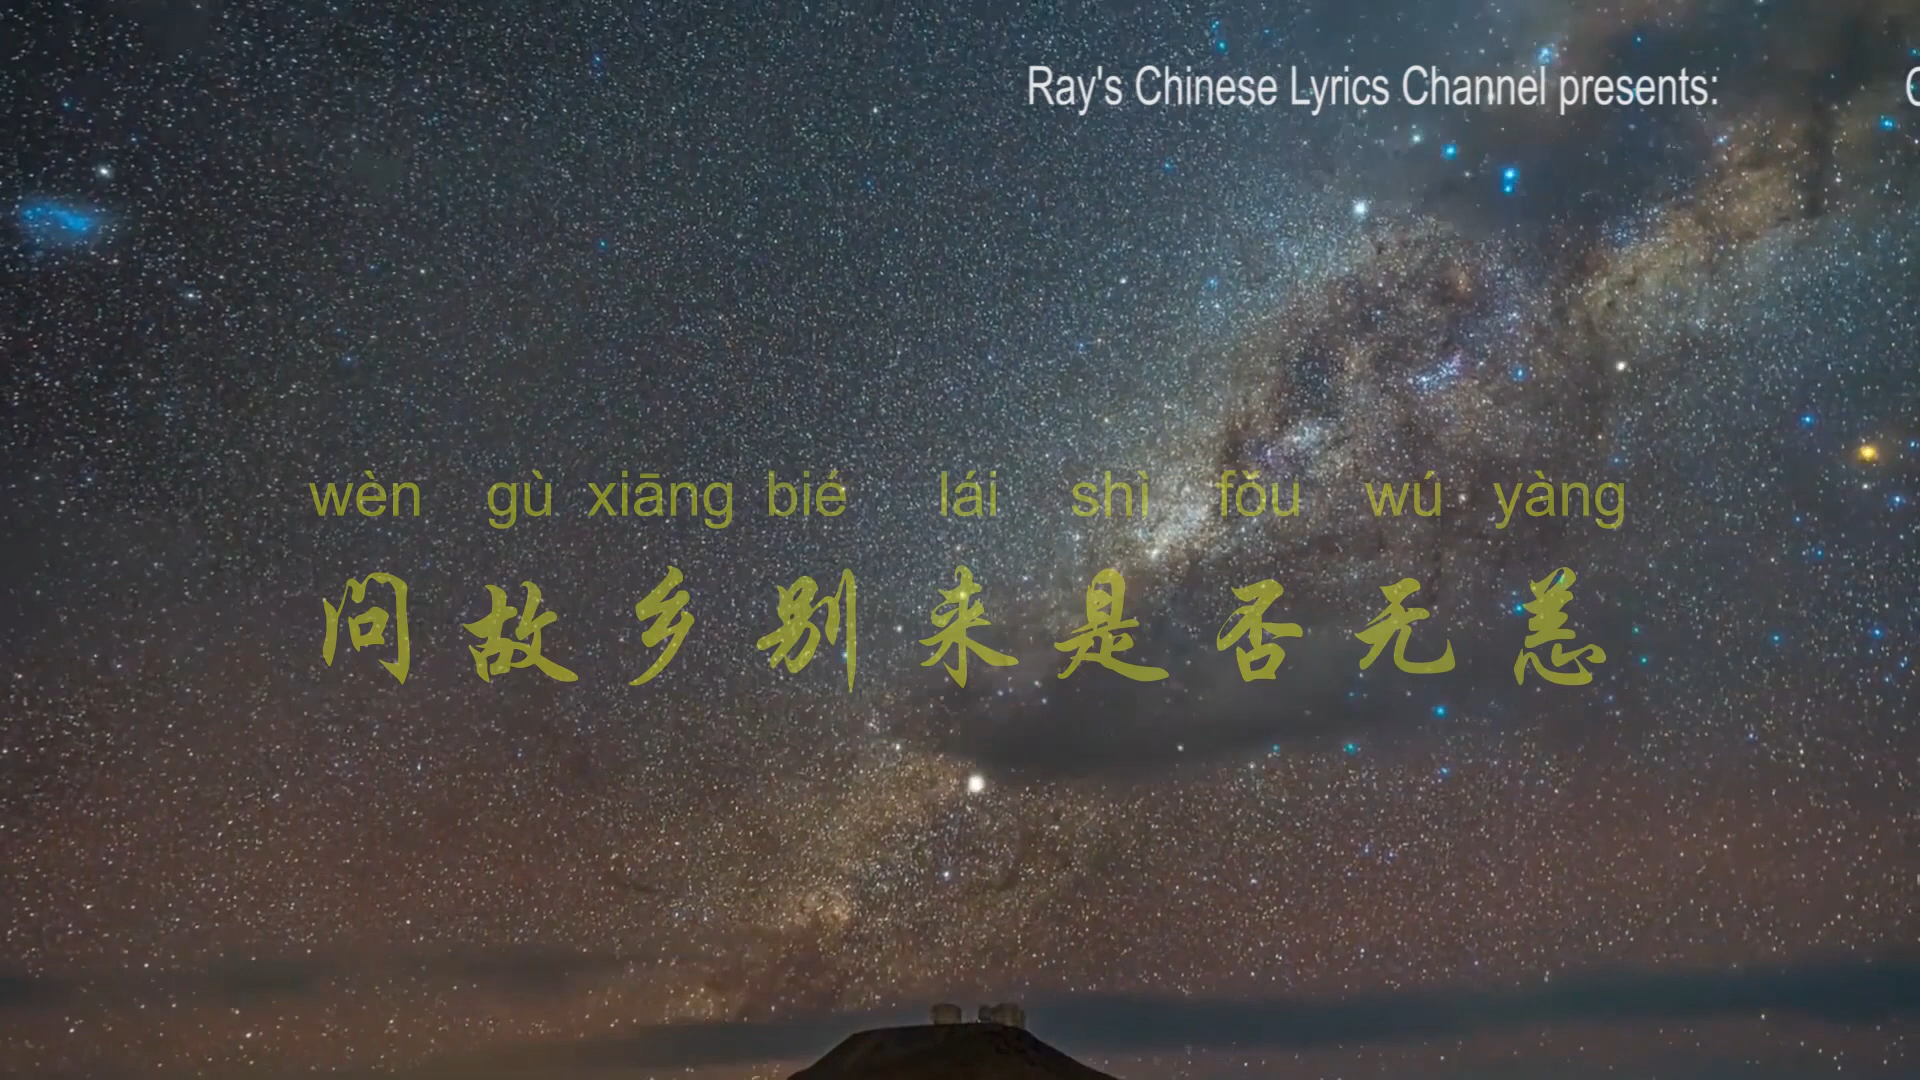 Ray's Chinese Lyrics Channel presents:
wèn gù xiāng bié lái shì fǒu wú yàng
问故乡别来是否无恙